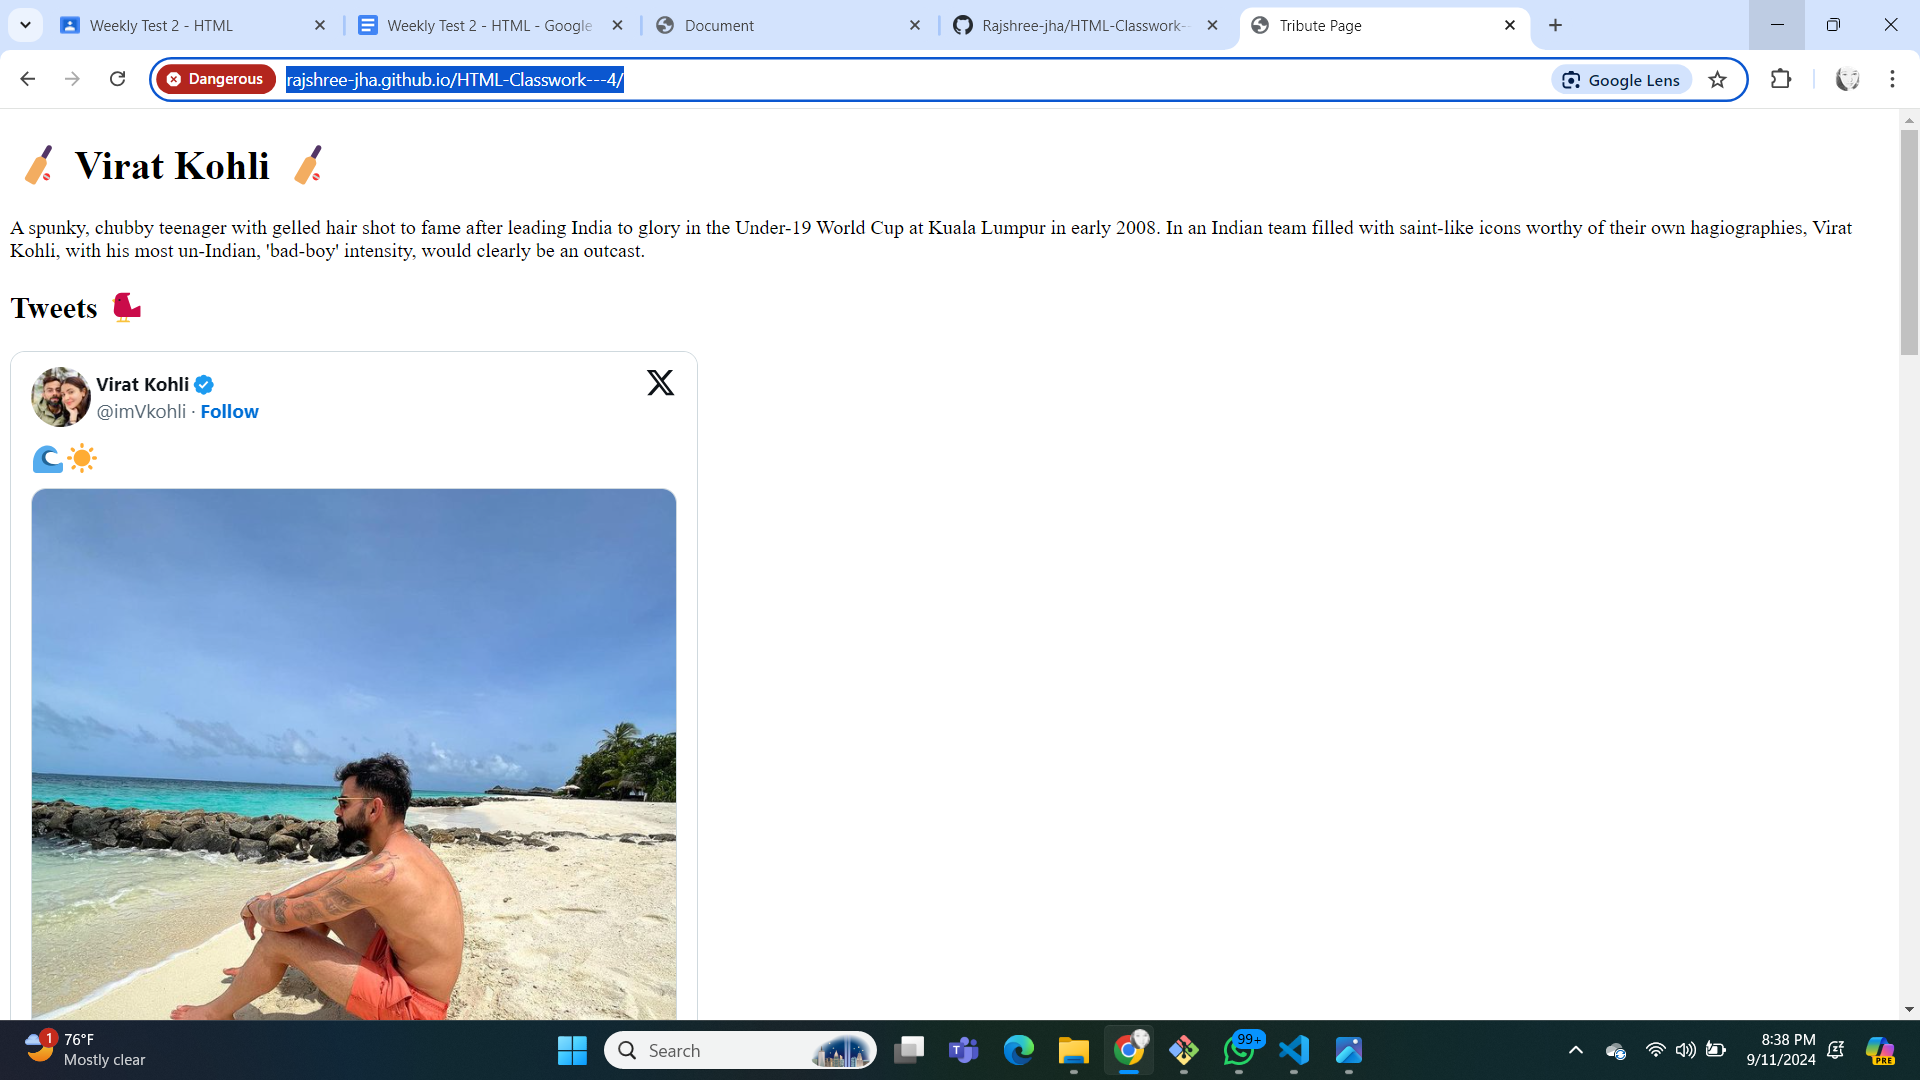 Weekly Test 2 - HTML
Weekly Test 2 - HTML - Google
Document
Rajshree-jha/HTML-Classwork-
Tribute Page
Dangerous
rajshree-jha.github.io/HTML-Classwork---4/
Google Lens
Virat Kohli
A spunky, chubby teenager with gelled hair shot to fame after leading India to glory in the Under-19 World Cup at Kuala Lumpur in early 2008. In an Indian team filled with saint-like icons worthy of their own hagiographies, Virat
Kohli, with his most un-Indian, 'bad-boy' intensity, would clearly be an outcast.
Tweets
Virat Kohli
@imVkohli · Follow
1
76°F
Mostly clear
Search
99+
8:38 PM
9/11/2024
PRE